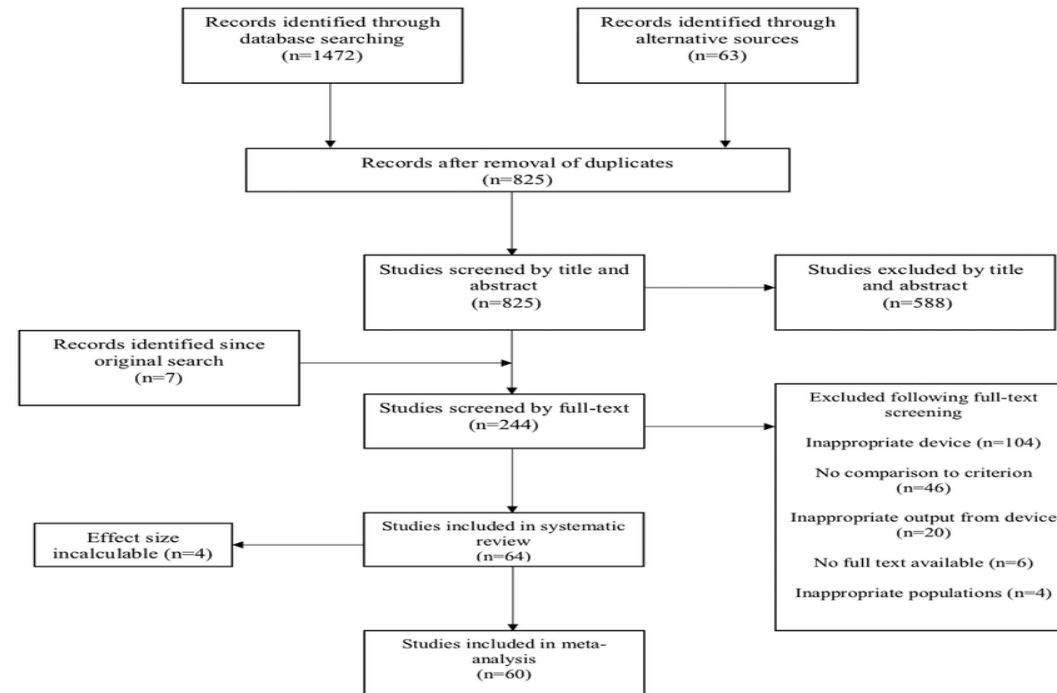 Records identified through
database searching
(n=1472)
Records identified through
alternative sources
(n=63)
Records after removal of duplicates
(n=825)
Studies screened by title and
abstract
(n=825)
Studies excluded by title
and abstract
(n=588)
Records identified since
original search
(n=7)
Studies screened by full-text
(n=244)
Excluded following full-text
screening
Inappropriate device (n=104)
No comparison to criterion
(n=46)
Inappropriate output from device
(n=20)
No full text available (n=6)
Inappropriate populations (n=4)
Studies included in systematic
review
(n=64)
Effect size
incalculable (n=4)
Studies included in meta-
analysis
(n=60)